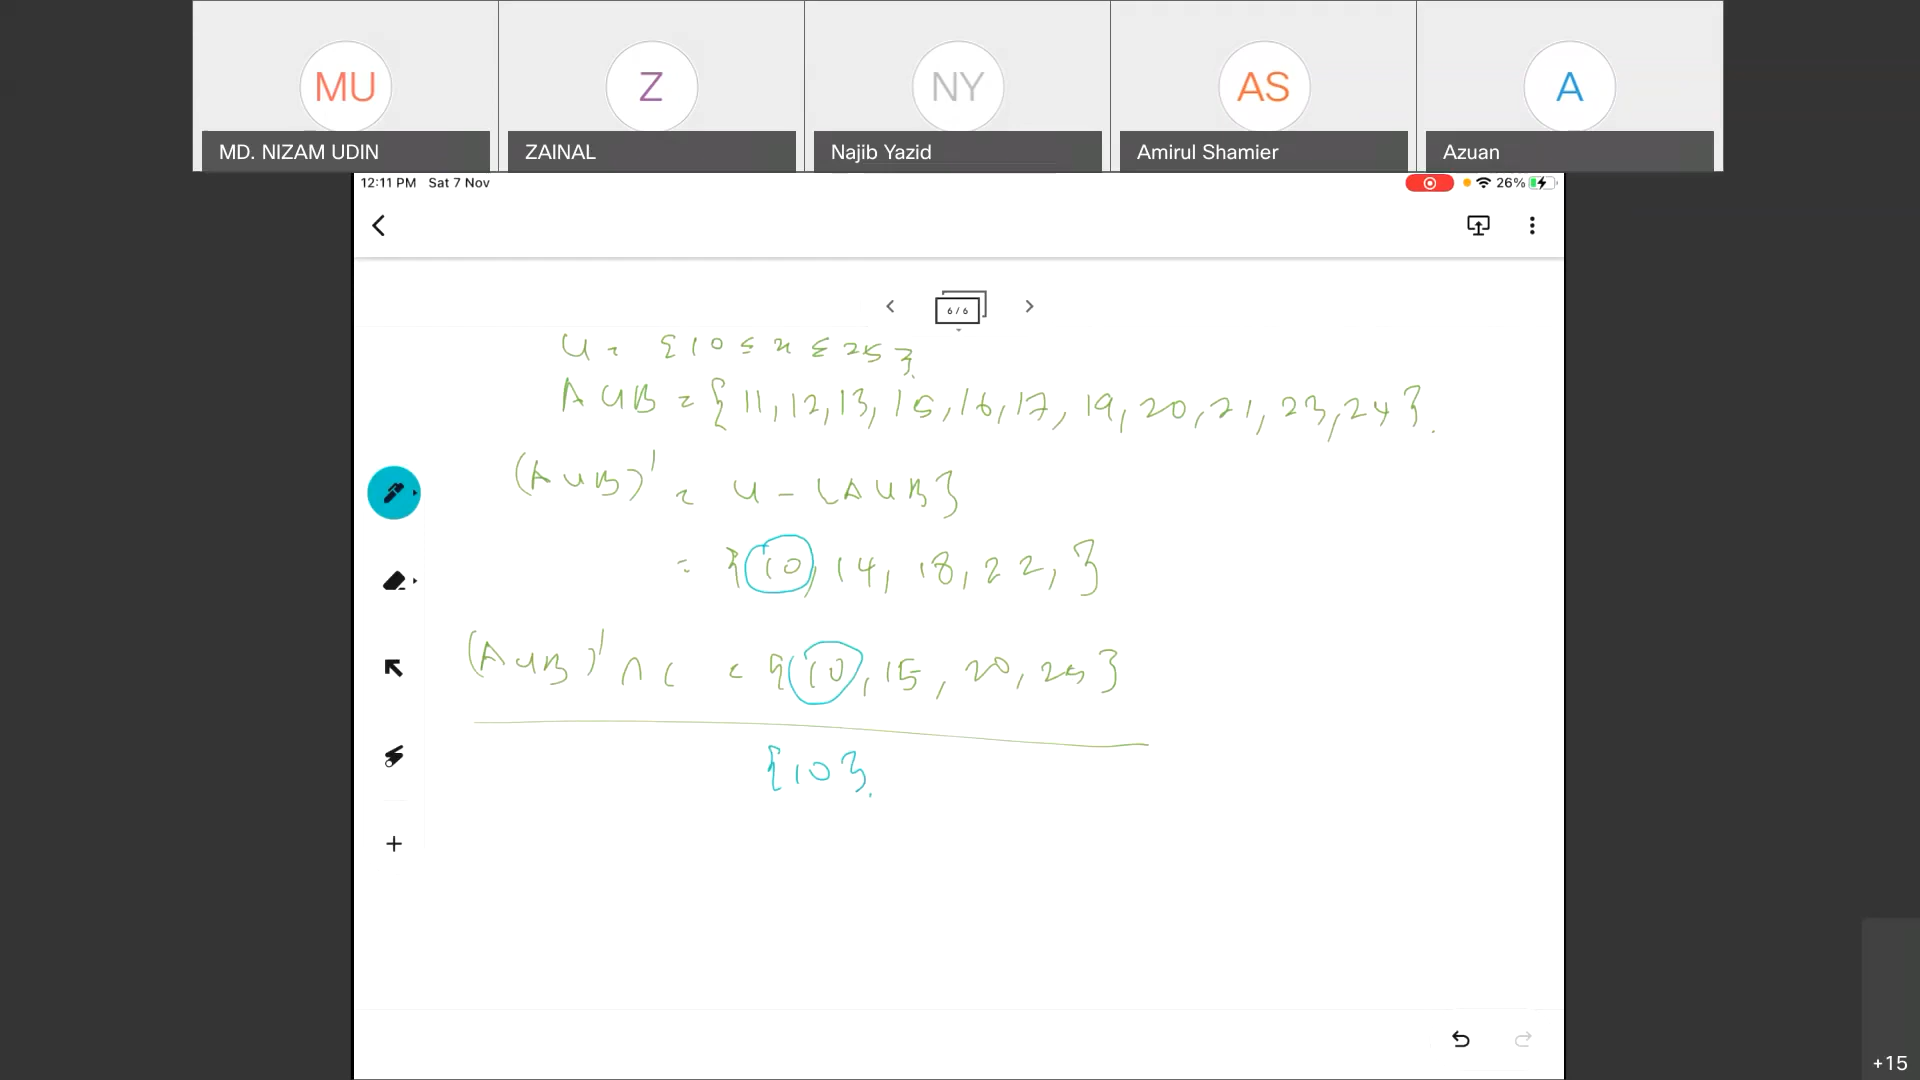 MU Z NY AS A
MD. NIZAM UDIN ZAINAL Najib Yazid Amirul Shamier Azuan
12:11 PM Sat 7 Nov 26%
6 / 6
U = {10 ≤ x ≤ 25}
A U B = { 11, 12, 13, 15, 16, 17, 19, 20, 21, 23, 24 }.
(A U B)' = U - (A U B}
= { 10, 14, 18, 22, }
(A U B)' ∩ C = { 10, 15, 20, 25 }
{10}.
+15